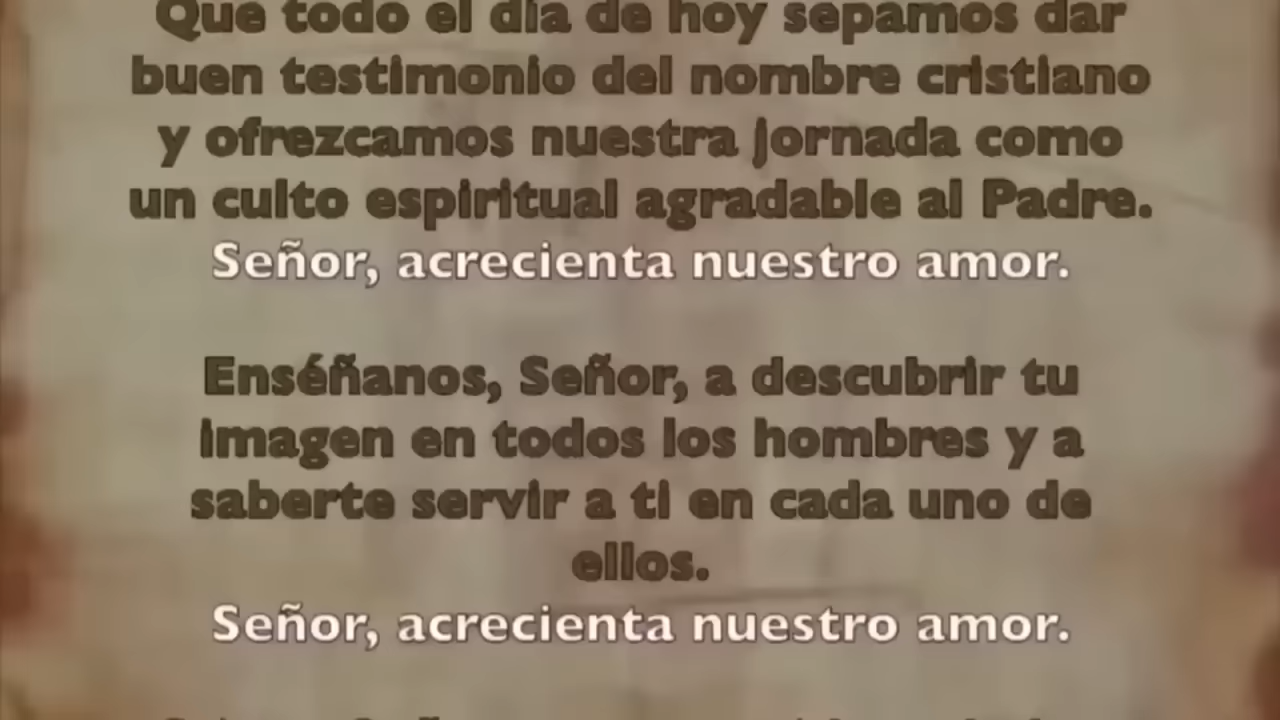 Que todo el día de hoy sepamos dar
buen testimonio del nombre cristiano
y ofrezcamos nuestra jornada como
un culto espiritual agradable al Padre.
Señor, acrecienta nuestro amor.
Enséñanos, Señor, a descubrir tu
imagen en todos los hombres y a
saberte servir a ti en cada uno de
ellos.
Señor, acrecienta nuestro amor.